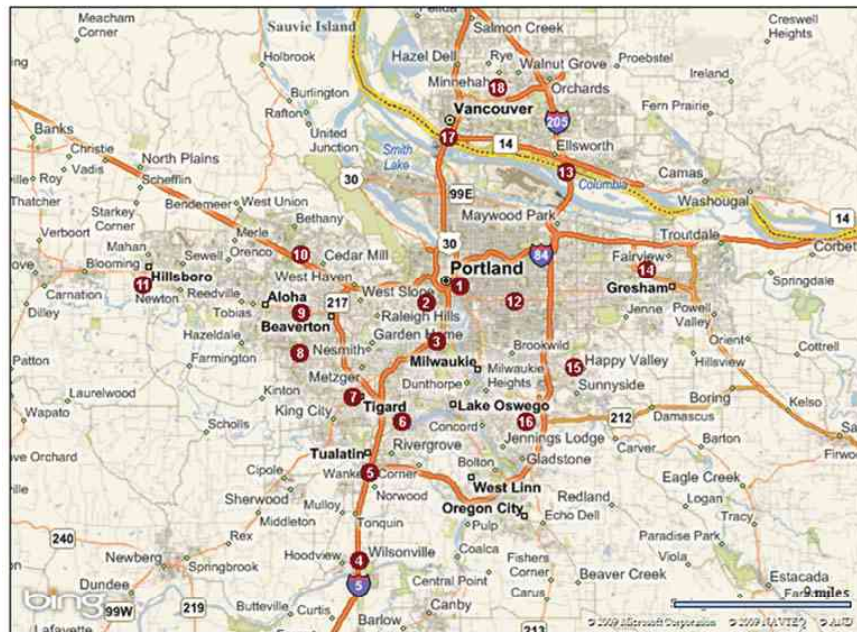 Meacham Corner
Sauvie Island
Felida
Salmon Creek
Creswell Heights
Holbrook
Hazel Dell
Rye
Walnut Grove
Proebstel
Ireland
Minnehaha
18
Orchards
Burlington
Rafton
Vancouver
205
Fern Prairie
Banks
United Junction
Smith Lake
17
14
Ellsworth
Christie
Vadis
North Plains
Roy
Schefflin
30
99E
13
Camas
Columbia
Thatcher
Bendemeer
West Union
Washougal
Starkey Corner
Bethany
Maywood Park
14
Verboort
Merle
30
Troutdale
Corbett
Mahan
Sewell
Orenco
10
Cedar Mill
84
Fairview
Blooming
Hillsboro
West Haven
Portland
14
Springdale
11
Newton
Reedville
Aloha
217
West Slope
1
Gresham
Carnation
Tobias
9
2
12
Raleigh Hills
Jenne
Powell Valley
Beaverton
Garden Home
Hazeldale
3
Brookwild
Orient
Cottrell
Patton
Farmington
8
Nesmith
Milwaukie
Milwaukie Heights
15
Happy Valley
Hillsview
Metzger
Dunthorpe
Sunnyside
Laurelwood
Kinton
7
Boring
Kelso
Wapato
King City
Tigard
Lake Oswego
212
Damascus
Scholls
6
Concord
16
Jennings Lodge
Carver
Barton
Firwood
Rivergrove
Gladstone
Tualatin
Bolton
Cipole
5
Wankers Corner
West Linn
Eagle Creek
Sherwood
Norwood
Redland
Logan
Mulloy
Oregon City
Echo Dell
Middleton
Tonquin
Pulp
Tracy
240
Rex
Paradise Park
Hoodview
4
Wilsonville
Coalca
Fishers Corner
Viola
Newberg
Springbrook
5
Central Point
Beaver Creek
Estacada
Dundee
9 miles
bing
99W
219
Butteville
Canby
Carus
Lafayette
Curtis
Barlow
213
© 2009 Microsoft Corporation © 2009 NAVTEQ © AND